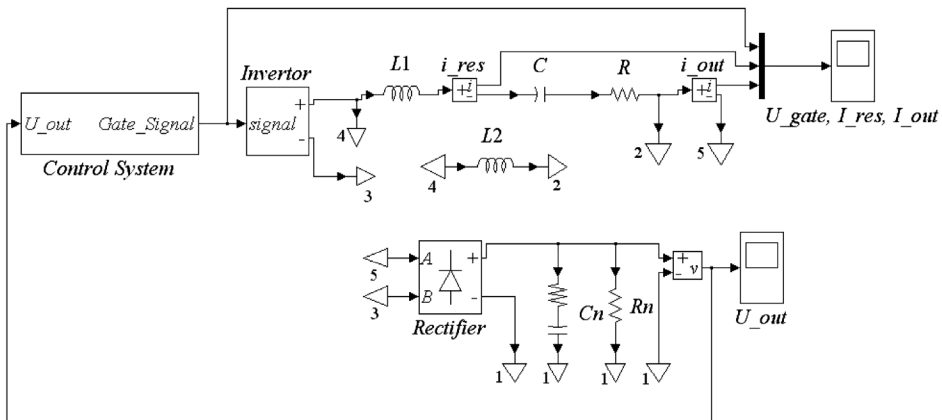 L1
i_res
C
R
i_out
Invertor
+
i
+
-
i
+
-
U_gate, I_res, I_out
U_out
Gate_Signal
signal
+
-
4
2
5
Control System
L2
3
4
2
5
A
B
+
-
3
Rectifier
Cn
Rn
+
-
v
U_out
1
1
1
1